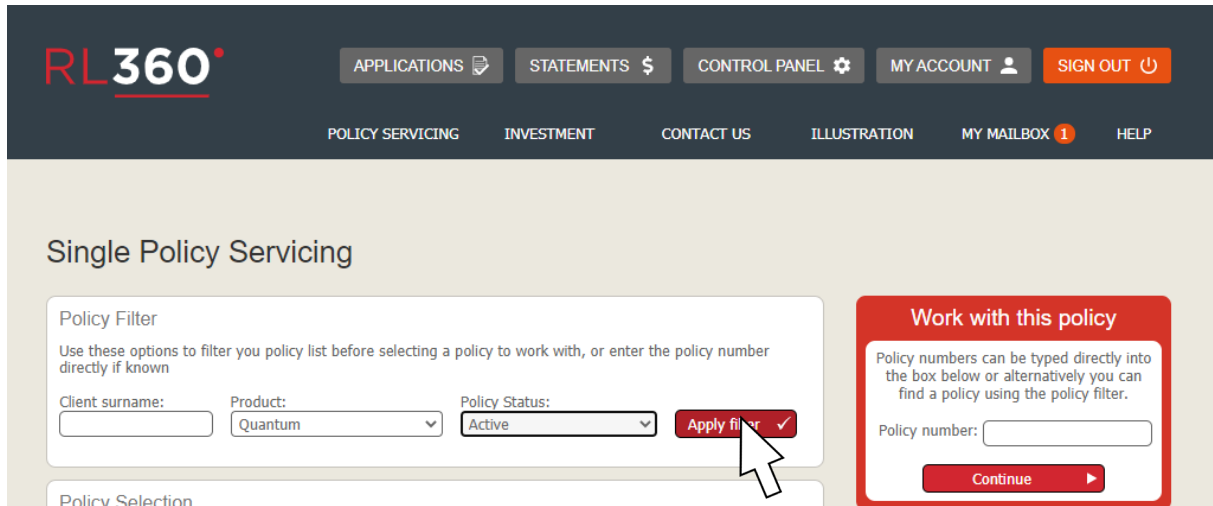 RL360
APPLICATIONS
STATEMENTS
CONTROL PANEL
MY ACCOUNT
SIGN OUT
POLICY SERVICING
INVESTMENT
CONTACT US
ILLUSTRATION
MY MAILBOX 1
HELP
Single Policy Servicing
Policy Filter
Use these options to filter you policy list before selecting a policy to work with, or enter the policy number
directly if known
Client surname:
Product:
Policy Status:
Quantum
Active
Apply filter
Policy Selection
Work with this policy
Policy numbers can be typed directly into
the box below or alternatively you can
find a policy using the policy filter.
Policy number:
Continue